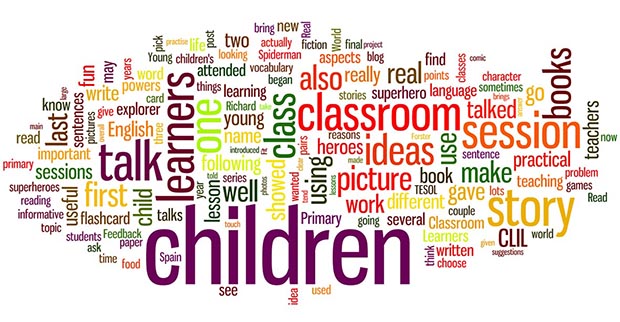 bring new Real
practise life post two actually fiction World final project
pick Young children's looking Spiderman began aspects blog find classes comic
may word powers attended vocabulary also really real points character
fun years things learning stories superhero language sometimes go books
large know last sentences write card explorer Richard take young classroom talked brings
main read pictures give English three one name class reasons heroes ideas Forster use session teachers now
primary important overall talk learners following showed pairs made sentence practical
superheroes sessions first year told series photos wanted using picture book TESOL make teaching problem games
reading useful child lesson well lessons work different gave lots story Read
informative flashcard talks Primary going several couple Classroom CLIL
topic students Feedback children touch Learners given world
ask paper written suggestions
time food Spain think choose
see idea used